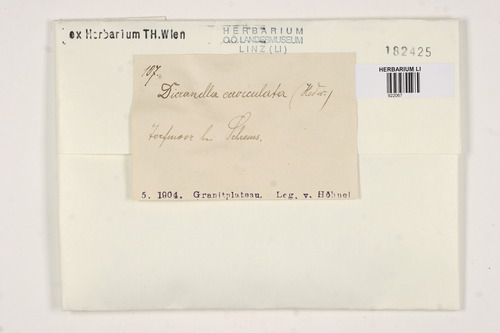 ex Herbarium TH.Wien
HERBARIUM
O.Ö. LANDESMUSEUM
LINZ (LI)
182425
HERBARIUM LI
107.
Dicranella cerviculata (Hedw.)
Torfmoor bei Schrems.
5. 1904. Granitplateau. Leg. v. Höhnel